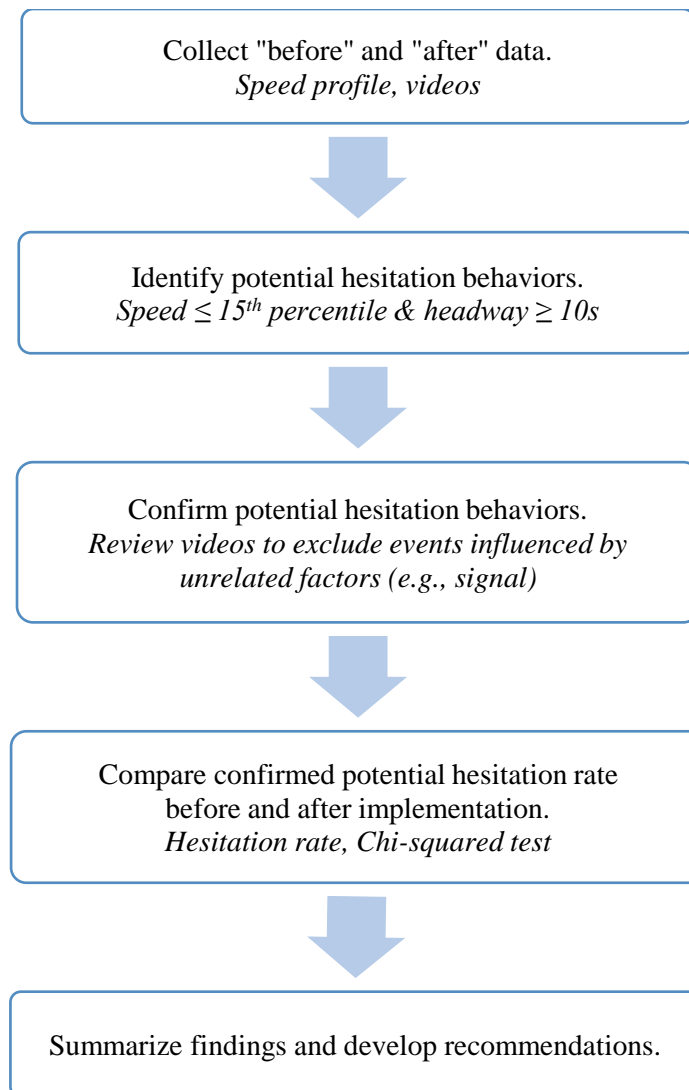 Collect "before" and "after" data.
Speed profile, videos
Identify potential hesitation behaviors.
Speed ≤ 15th percentile & headway ≥ 10s
Confirm potential hesitation behaviors.
Review videos to exclude events influenced by
unrelated factors (e.g., signal)
Compare confirmed potential hesitation rate
before and after implementation.
Hesitation rate, Chi-squared test
Summarize findings and develop recommendations.